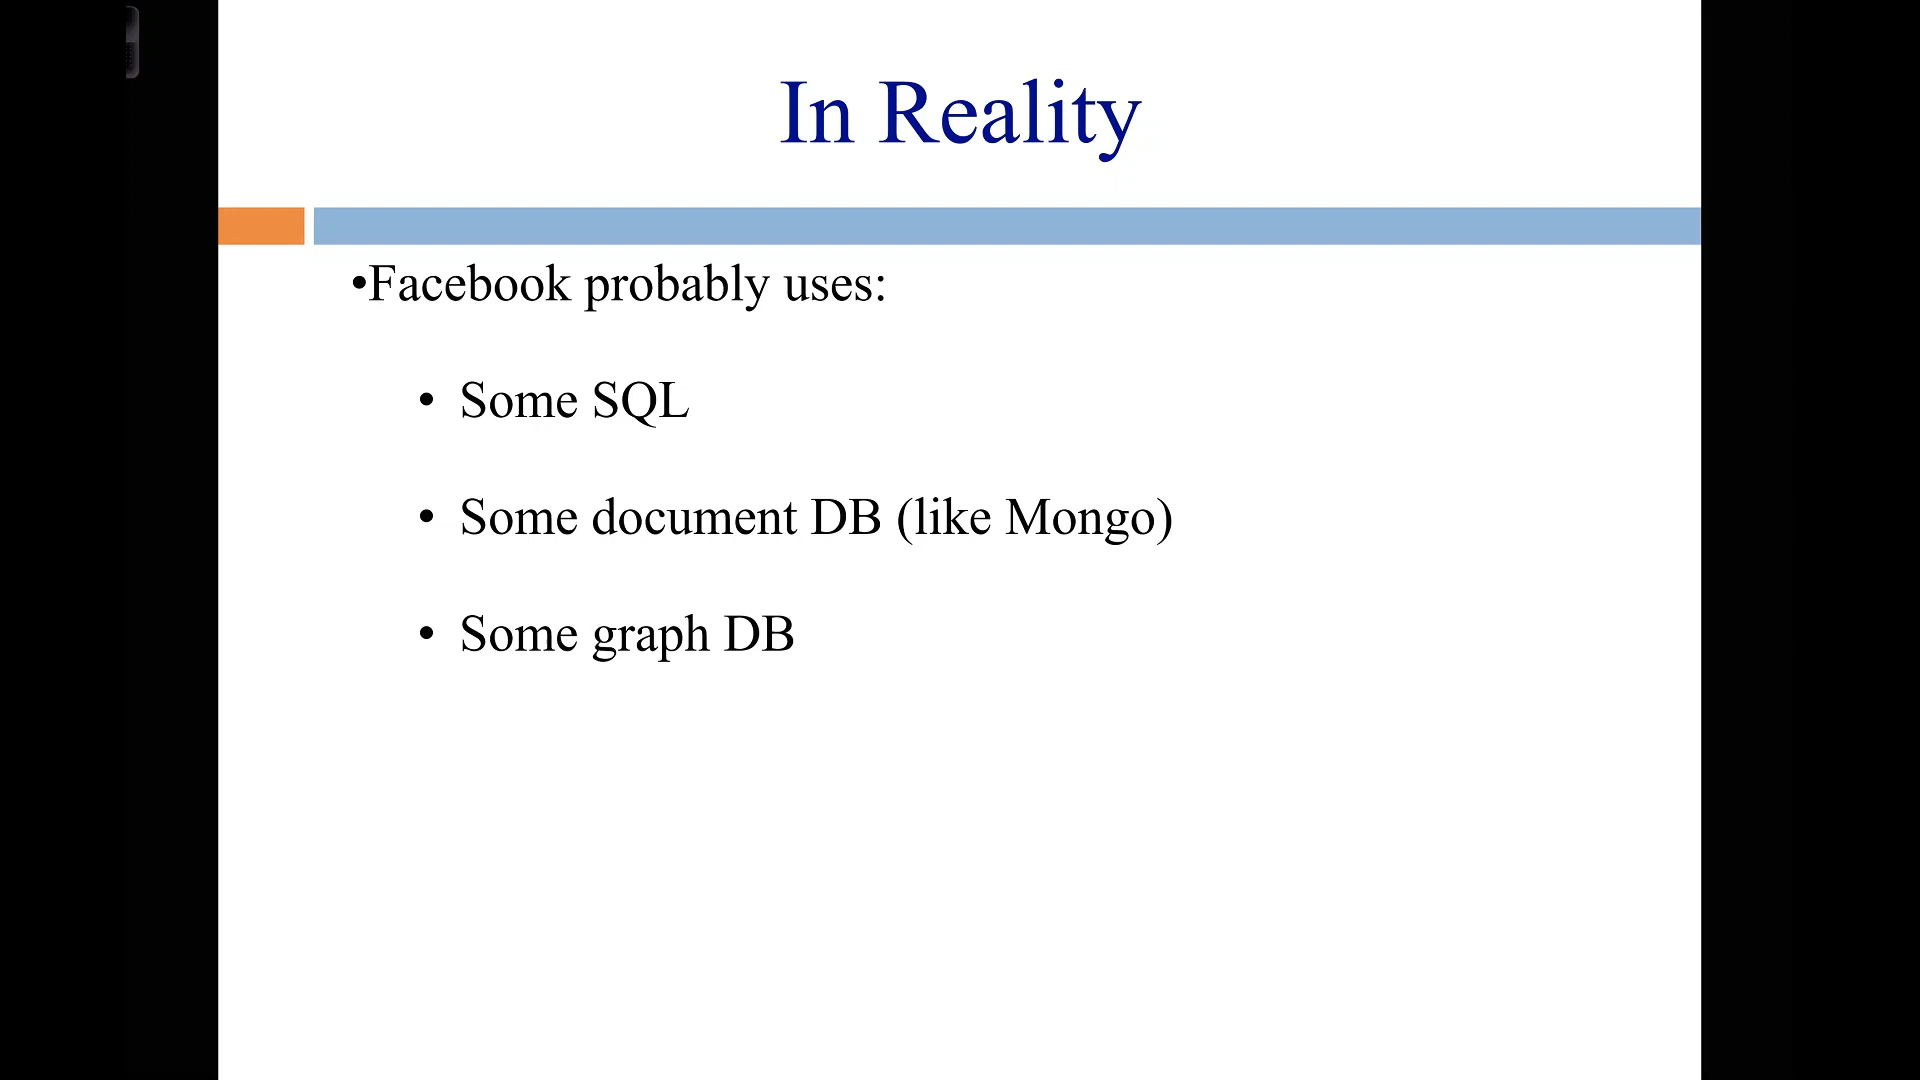 In Reality
•Facebook probably uses:
• Some SQL
• Some document DB (like Mongo)
• Some graph DB